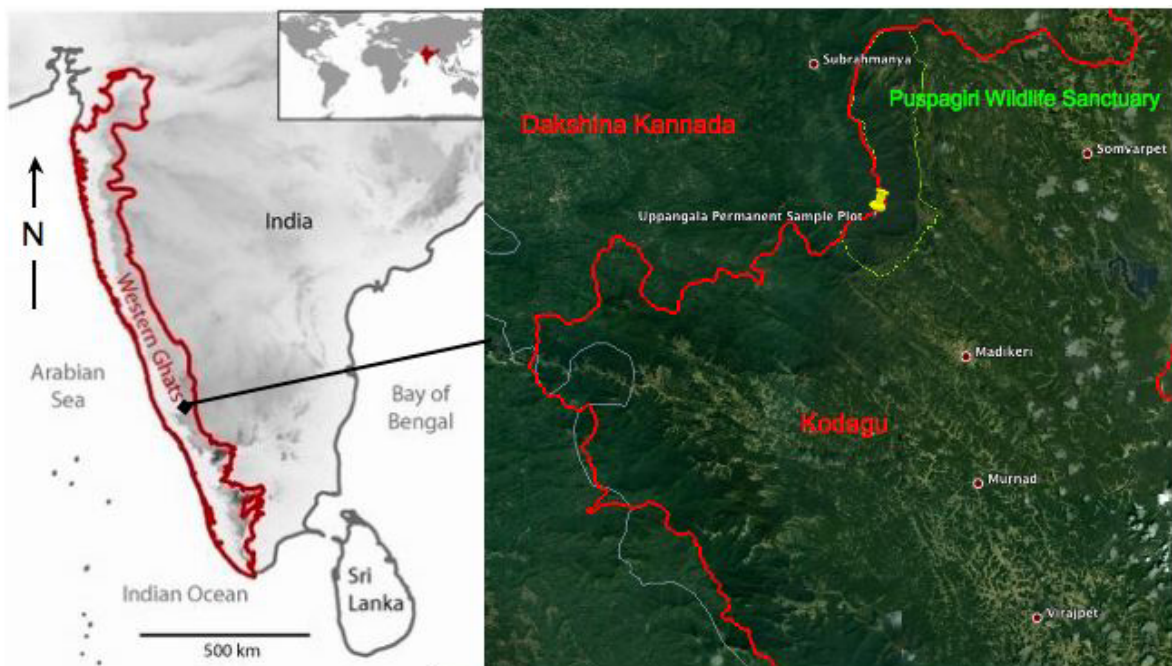 N
India
Western Ghats
Arabian
Sea
Bay of
Bengal
Sri
Lanka
Indian Ocean
500 km
Subrahmanya
Puspagiri Wildlife Sanctuary
Dakshina Kannada
Somvarpet
Uppangala Permanent Sample Plot
Madikeri
Kodagu
Murnad
Virajpet